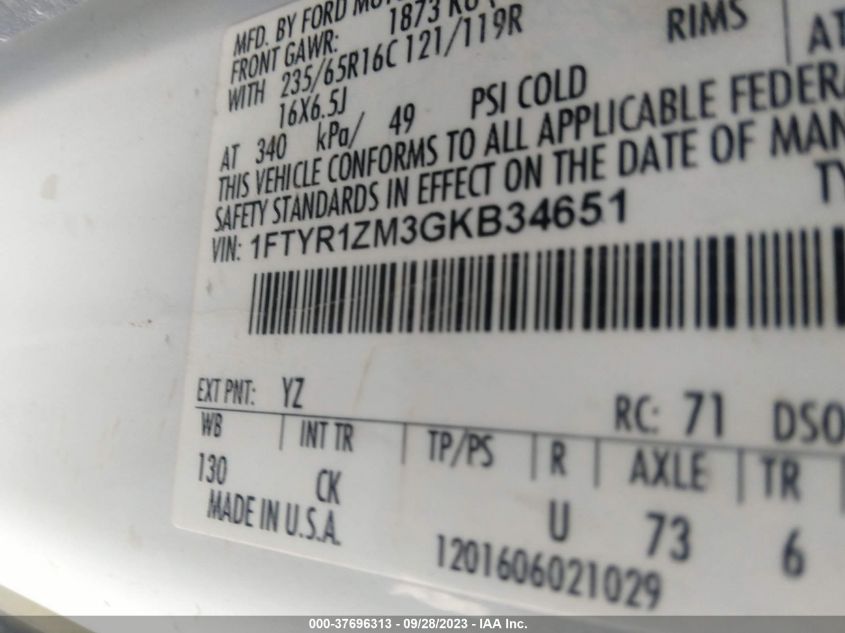 MFD. BY FORD
FRONT GAWR: 1873 KG
WITH 235/65R16C 121/119R RIMS
16X6.5J AT
AT 340 kPa/ 49 PSI COLD
THIS VEHICLE CONFORMS TO ALL APPLICABLE
SAFETY STANDARDS IN EFFECT ON THE DATE OF
VIN: 1FTYR1ZM3GKB34651
EXT PNT: YZ RC: 71 DSO
WB INT TR TP/PS R AXLE TR
130 CK U 73 6
MADE IN U.S.A.
1201606021029
000-37696313 - 09/28/2023 - IAA Inc.